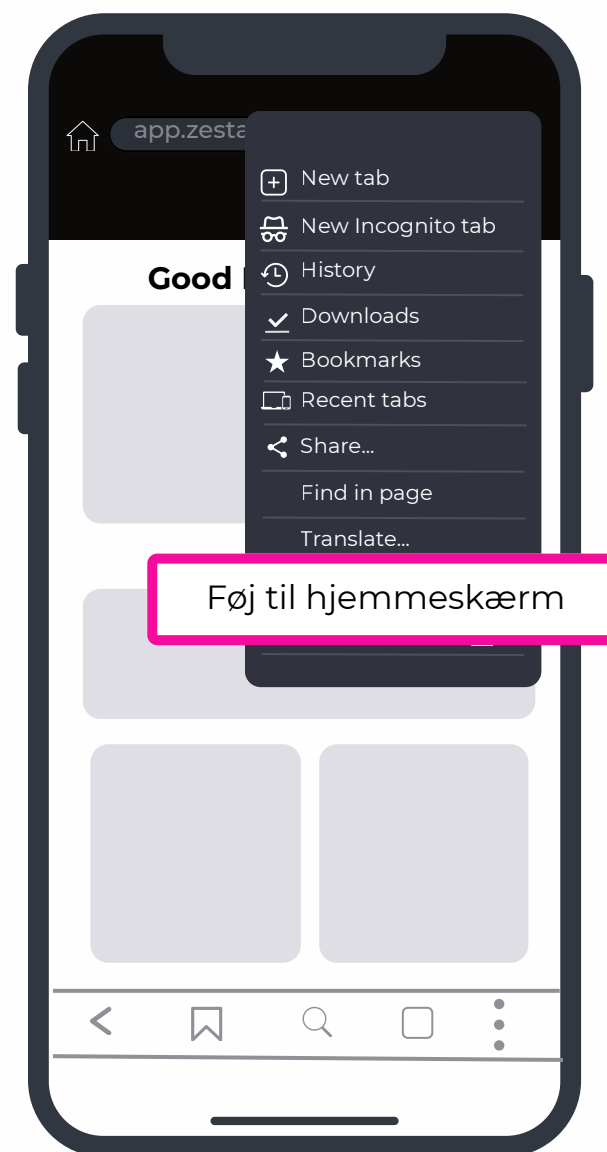 app.zesta
New tab
New Incognito tab
Good
History
Downloads
Bookmarks
Recent tabs
Share...
Find in page
Translate...
Føj til hjemmeskærm